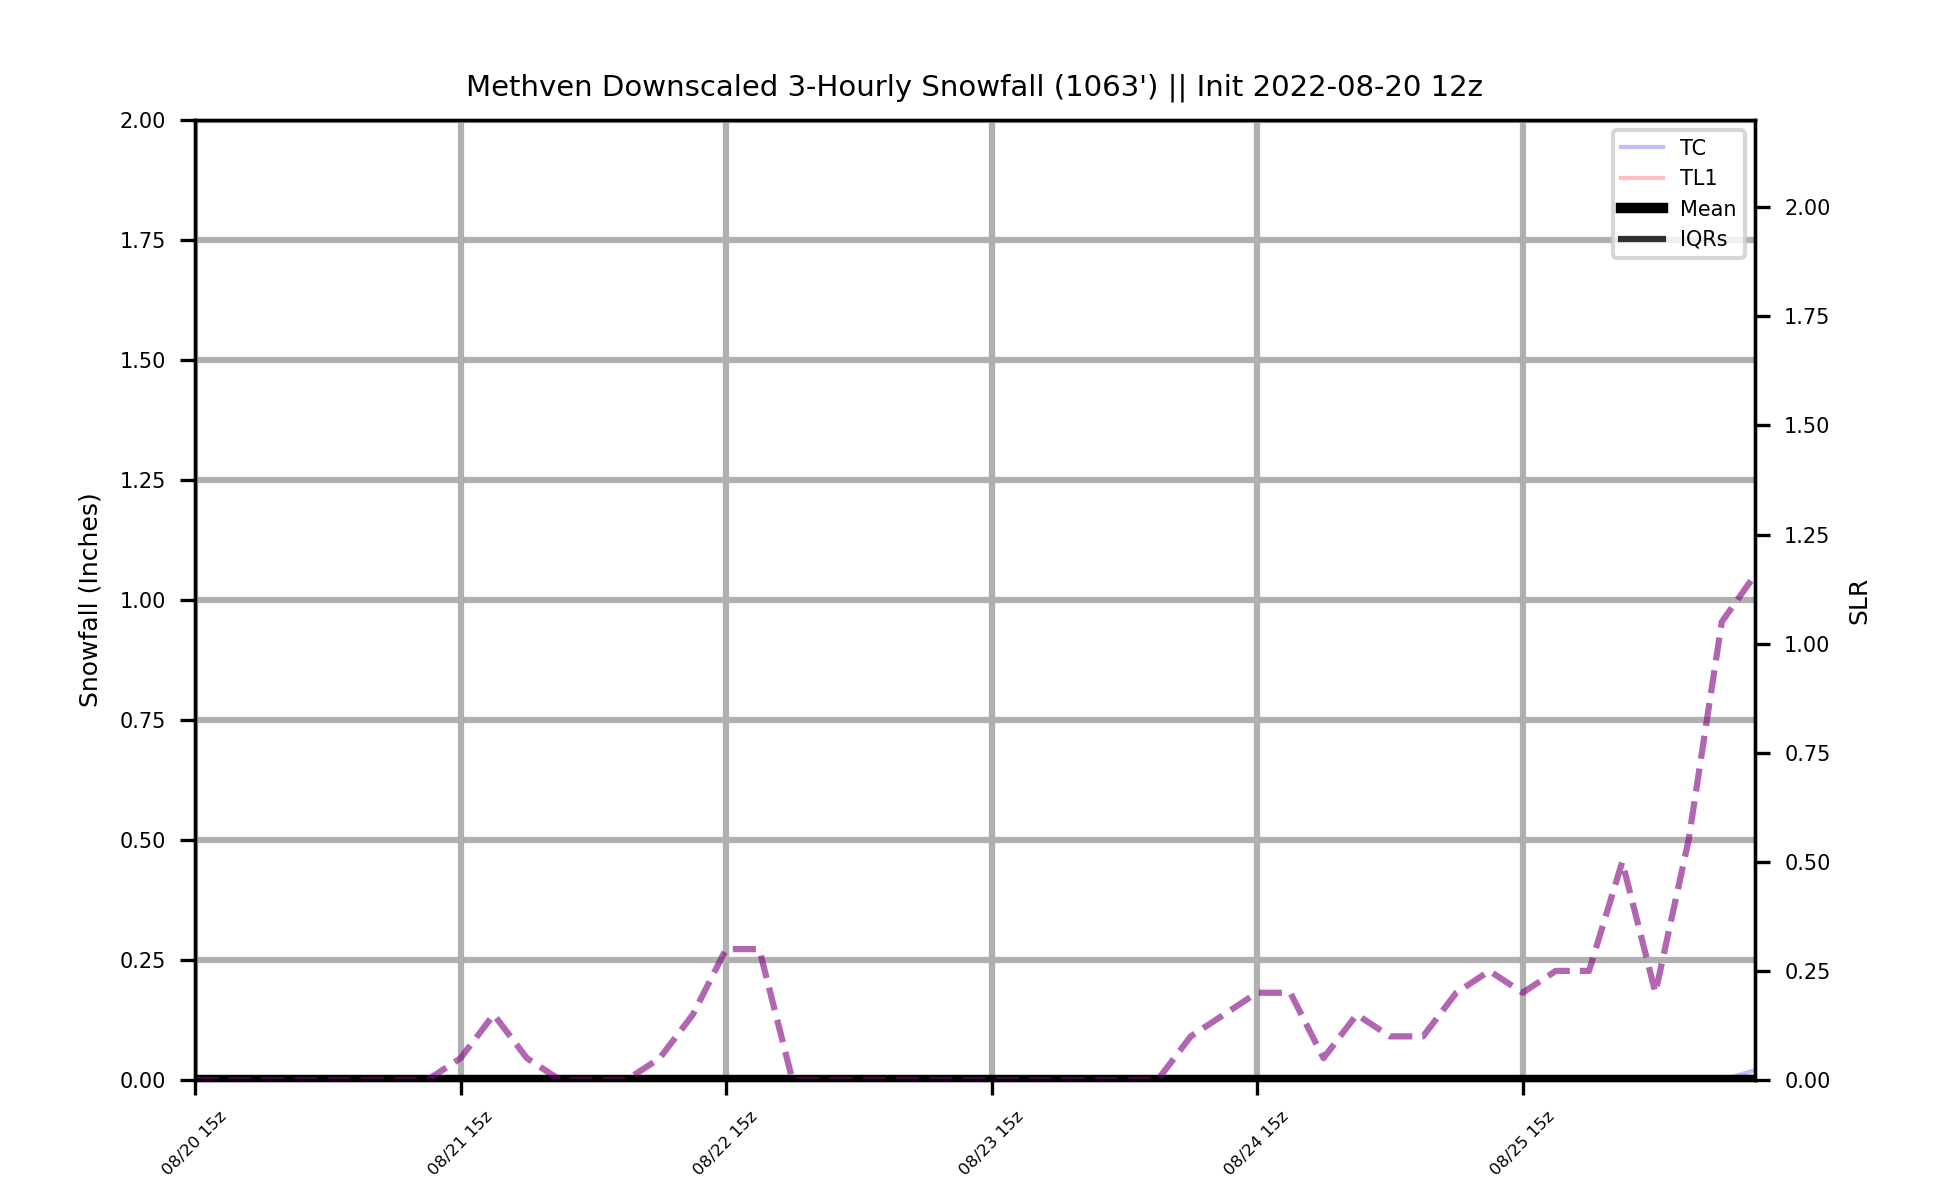 Methven Downscaled 3-Hourly Snowfall (1063') || Init 2022-08-20 12z
2.00
1.75
1.50
1.25
1.00
0.75
0.50
0.25
0.00
Snowfall (Inches)
TC
TL1
Mean
IQRs
2.00
1.75
1.50
1.25
1.00
0.75
0.50
0.25
0.00
SLR
08/20 15z
08/21 15z
08/22 15z
08/23 15z
08/24 15z
08/25 15z